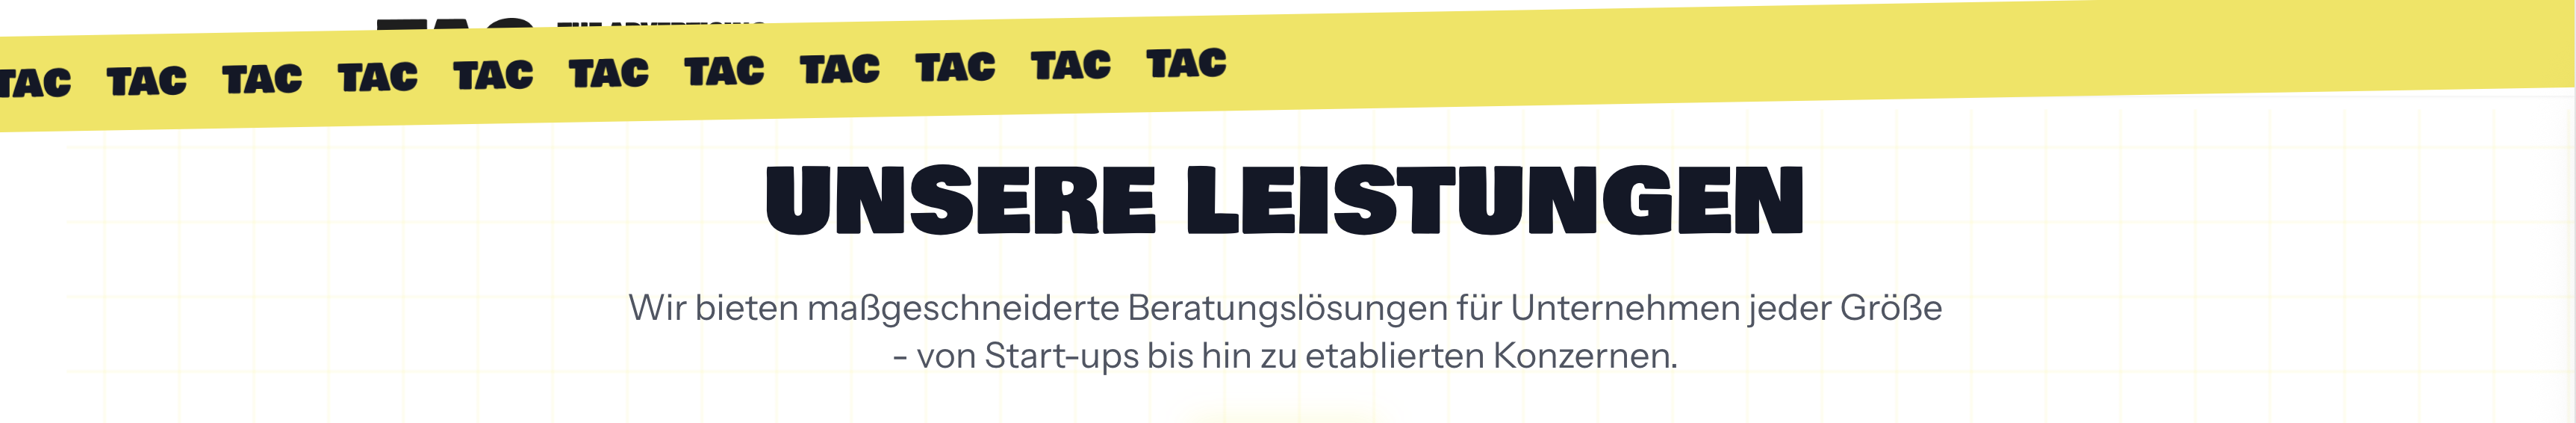 TAC TAC TAC TAC TAC TAC TAC TAC TAC TAC TAC
UNSERE LEISTUNGEN
Wir bieten maßgeschneiderte Beratungslösungen für Unternehmen jeder Größe
- von Start-ups bis hin zu etablierten Konzernen.